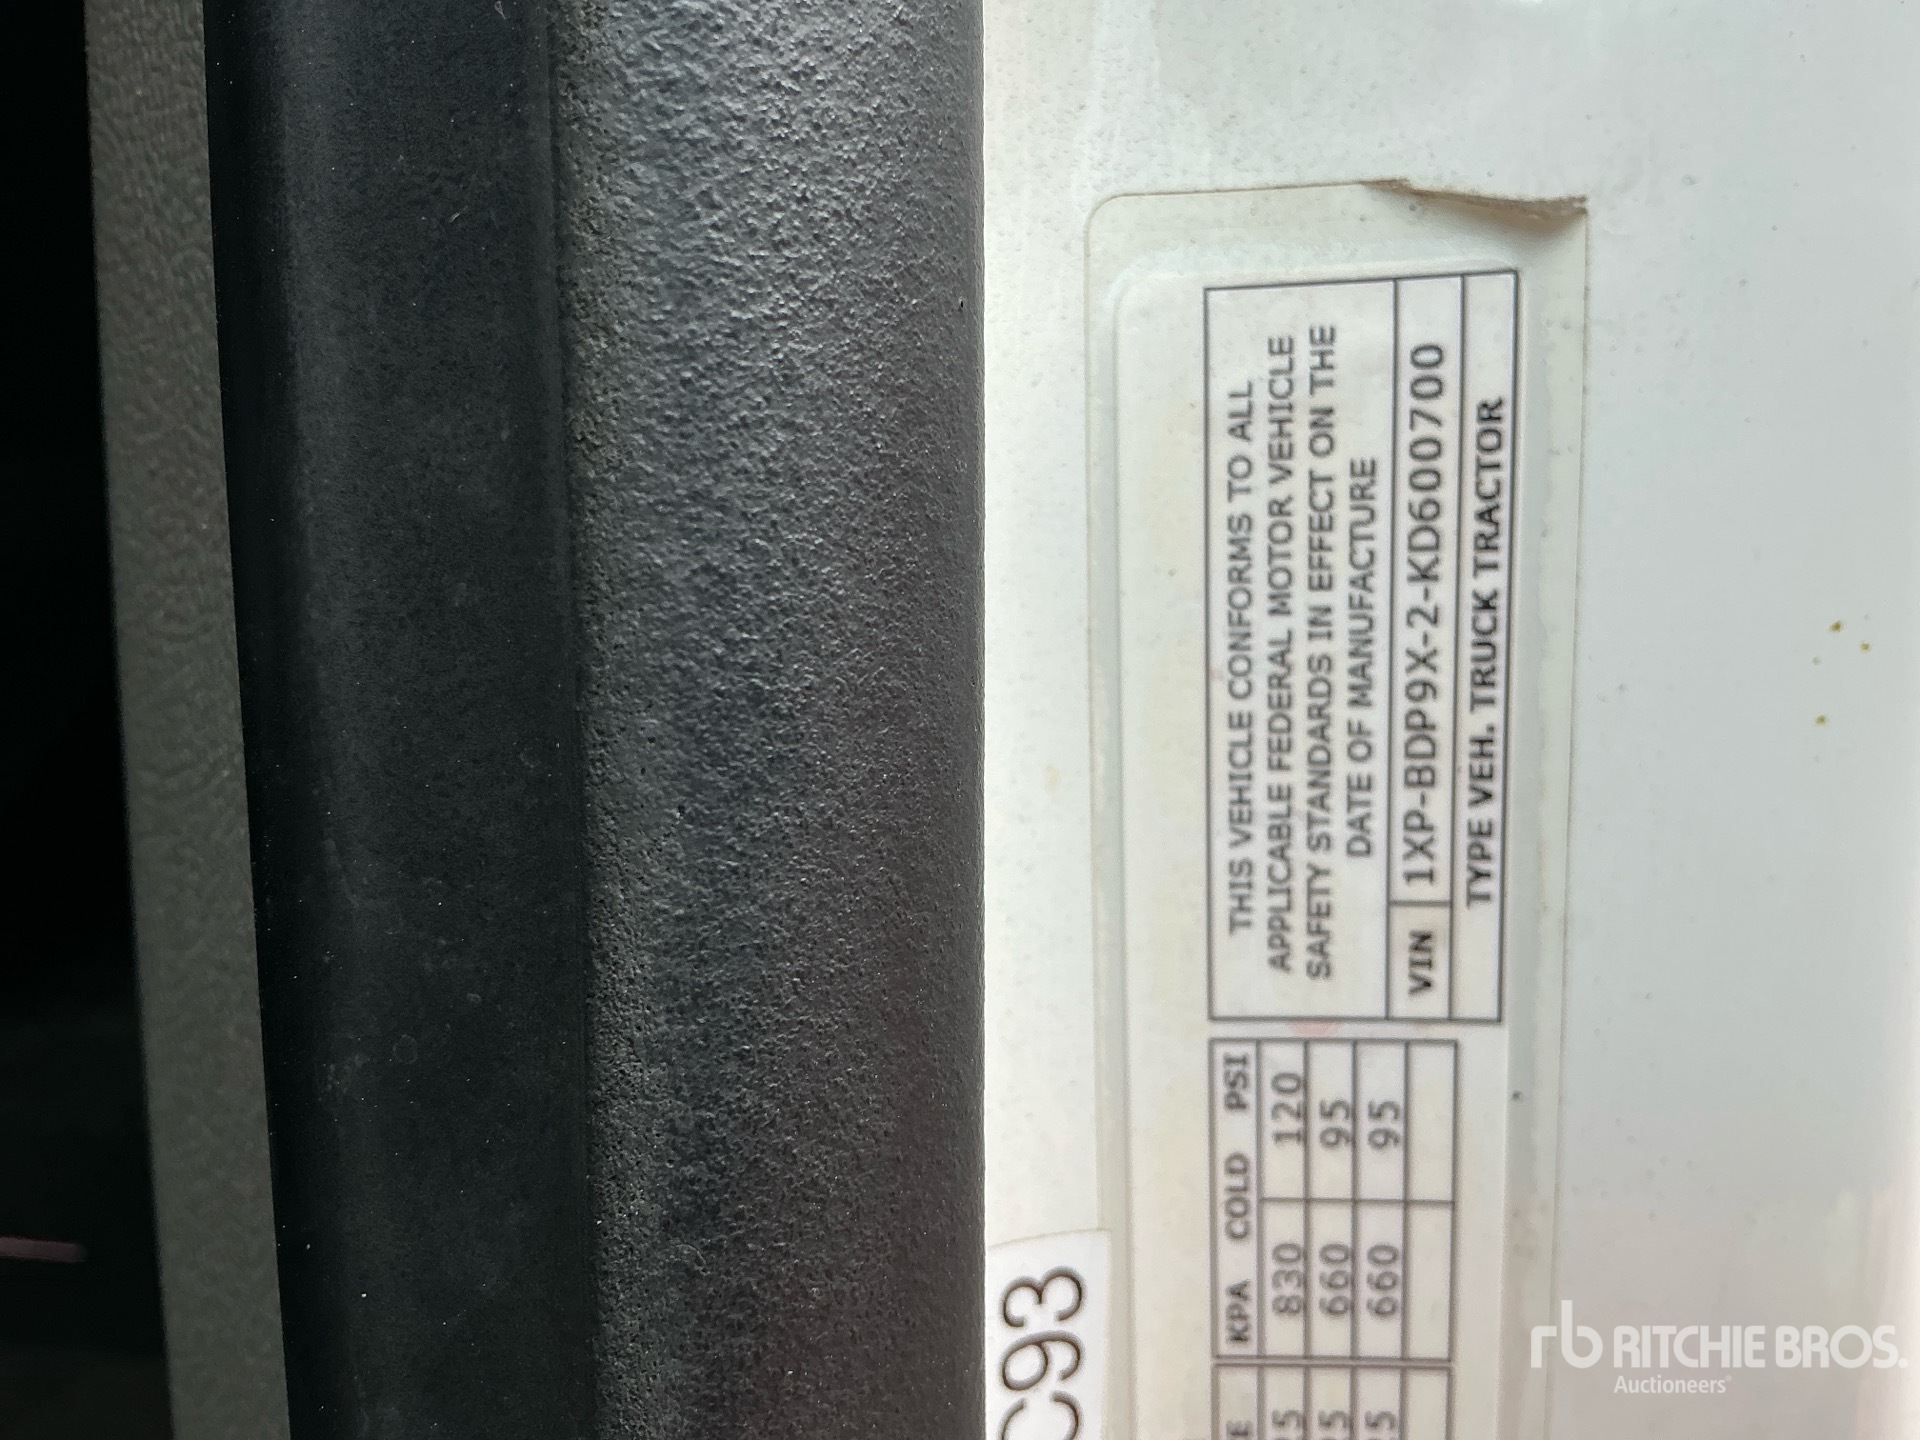 THIS VEHICLE CONFORMS TO ALL
APPLICABLE FEDERAL MOTOR VEHICLE
SAFETY STANDARDS IN EFFECT ON THE
DATE OF MANUFACTURE
VIN 1XP-BDP9X-2-KD600700
TYPE VEH. TRUCK TRACTOR
KPA COLD PSI
830 120
660 95
660 95
C93
rb RITCHIE BROS.
Auctioneers